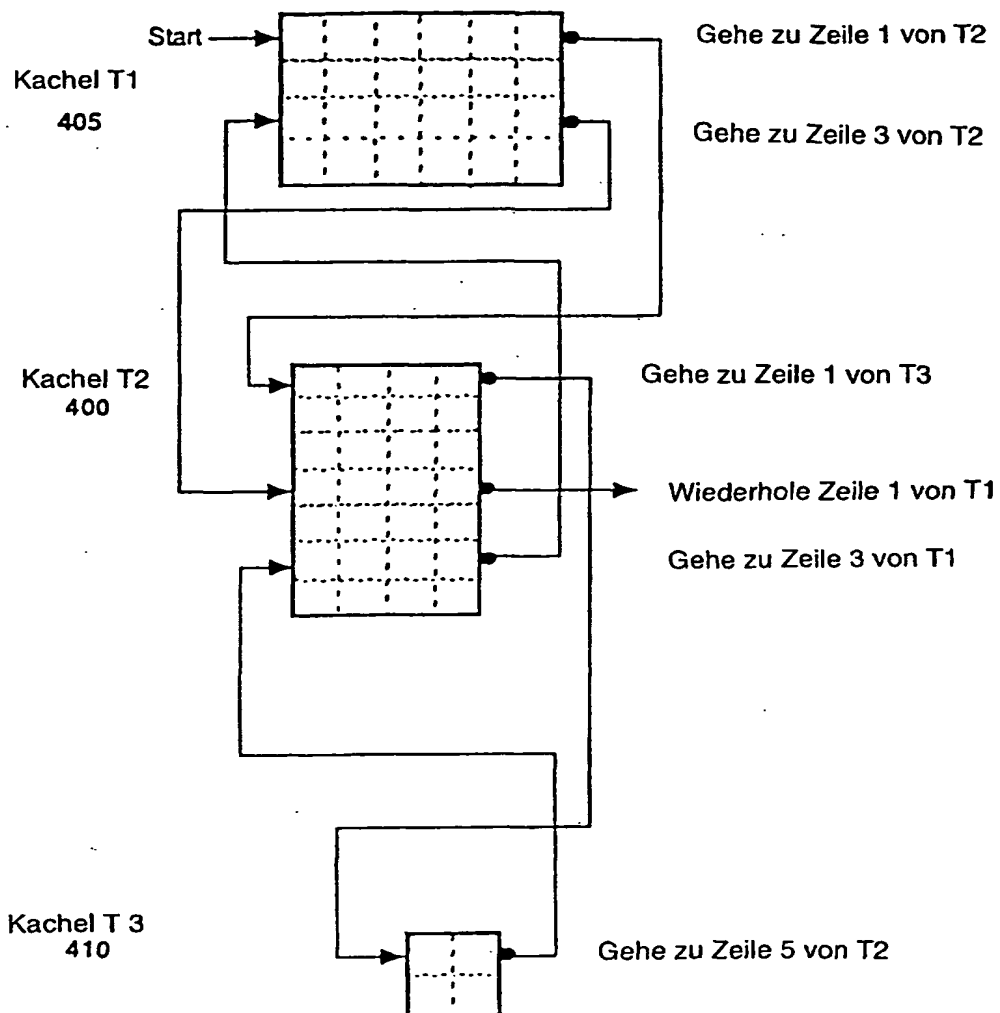 Start
Gehe zu Zeile 1 von T2
Kachel T1
405
Gehe zu Zeile 3 von T2
Kachel T2
400
Gehe zu Zeile 1 von T3
Wiederhole Zeile 1 von T1
Gehe zu Zeile 3 von T1
Kachel T 3
410
Gehe zu Zeile 5 von T2